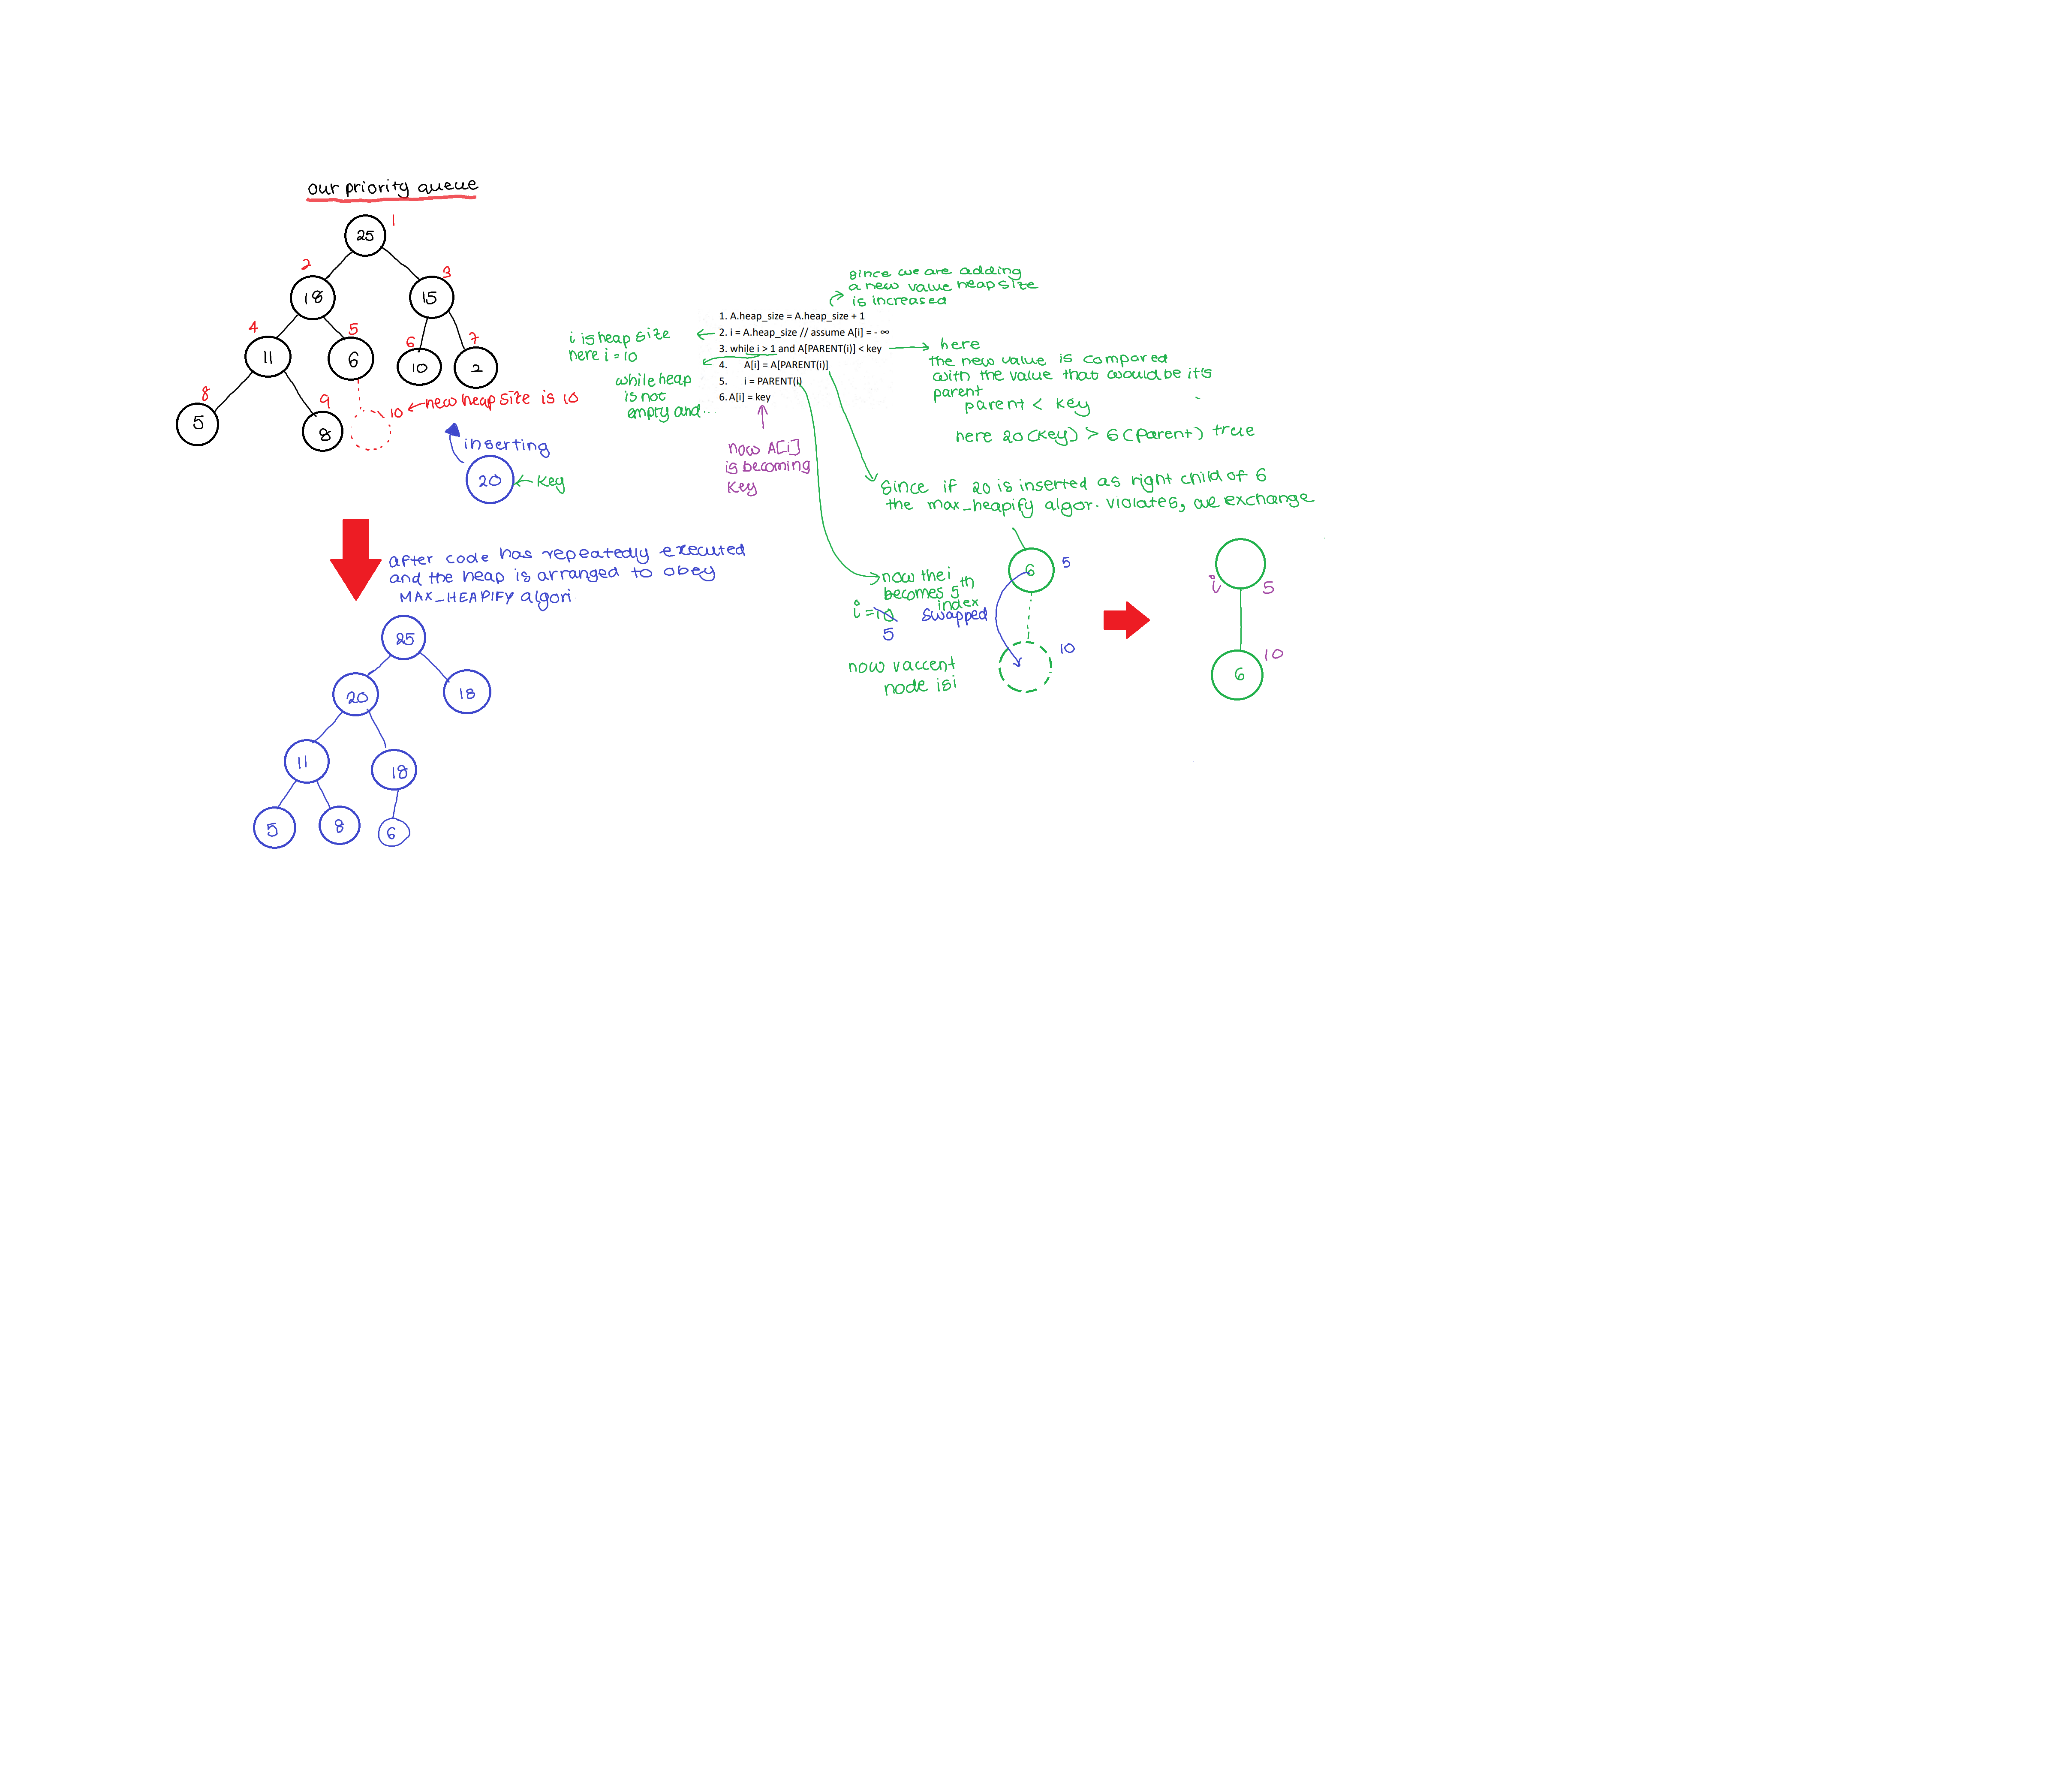 our priority queue
25
1
2
3
18
15
4
5
6
7
11
6
10
2
8
9
5
8
10
new heap size is 10
inserting
20
key
since we are adding
a new value heap size
is increased
1. A.heap_size = A.heap_size + 1
2. i = A.heap_size // assume A[i] = - ∞
3. while i > 1 and A[PARENT(i)] < key
4. A[i] = A[PARENT(i)]
5. i = PARENT(i)
6. A[i] = key
i is heap size
here i = 10
while heap
is not
empty and..
now A[i]
is becoming
key
here
the new value is compared
with the value that would be it's
parent
parent < key
here 20(key) > 6(parent) true
since if 20 is inserted as right child of 6
the max_heapify algor. violates, we exchange
now the i
becomes 5th
index
i = 10
5
swapped
now vaccent
node is i
6
5
10
i
5
6
10
after code has repeatedly executed
and the heap is arranged to obey
MAX_HEAPIFY algori
25
20
18
11
18
5
8
6